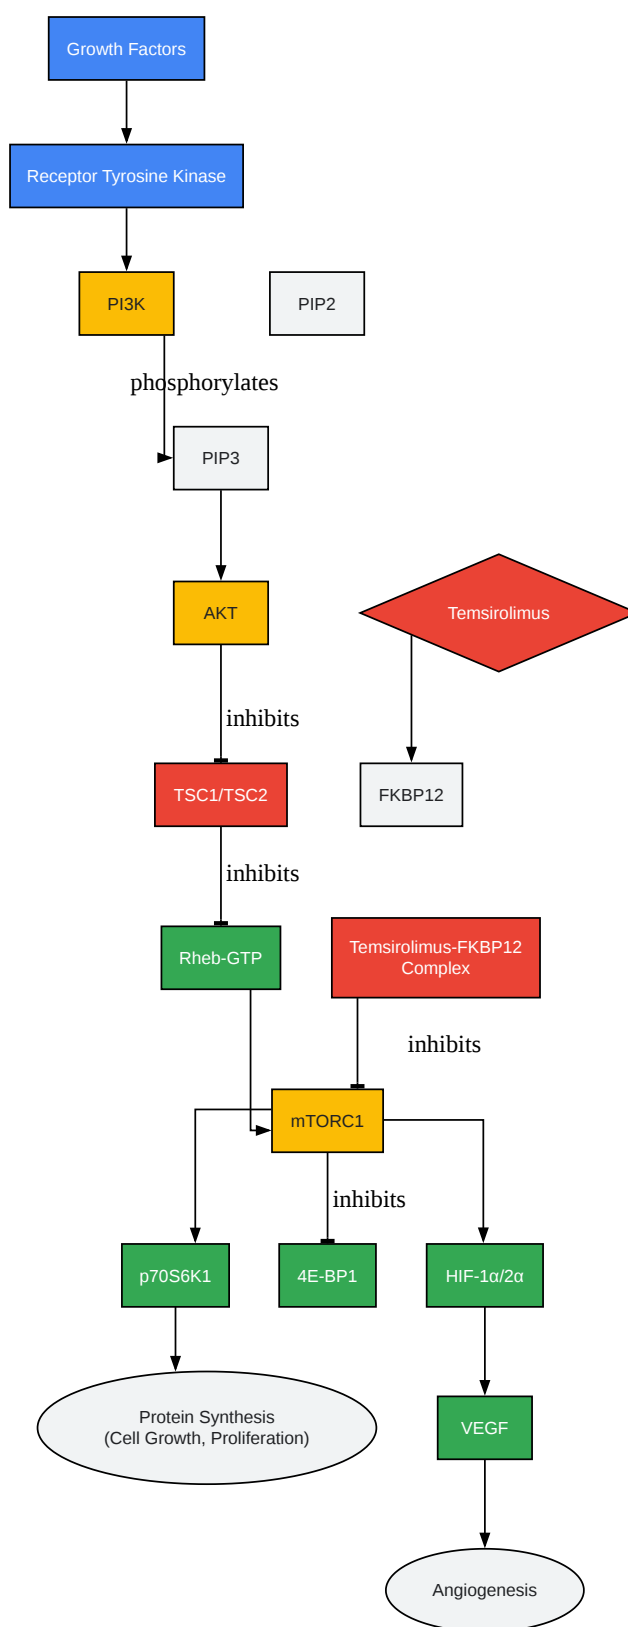 Growth Factors
Receptor Tyrosine Kinase
PI3K
PIP2
phosphorylates
PIP3
AKT
Temsirolimus
inhibits
TSC1/TSC2
FKBP12
inhibits
Rheb-GTP
Temsirolimus-FKBP12
Complex
inhibits
mTORC1
inhibits
p70S6K1
4E-BP1
HIF-1α/2α
Protein Synthesis
(Cell Growth, Proliferation)
VEGF
Angiogenesis